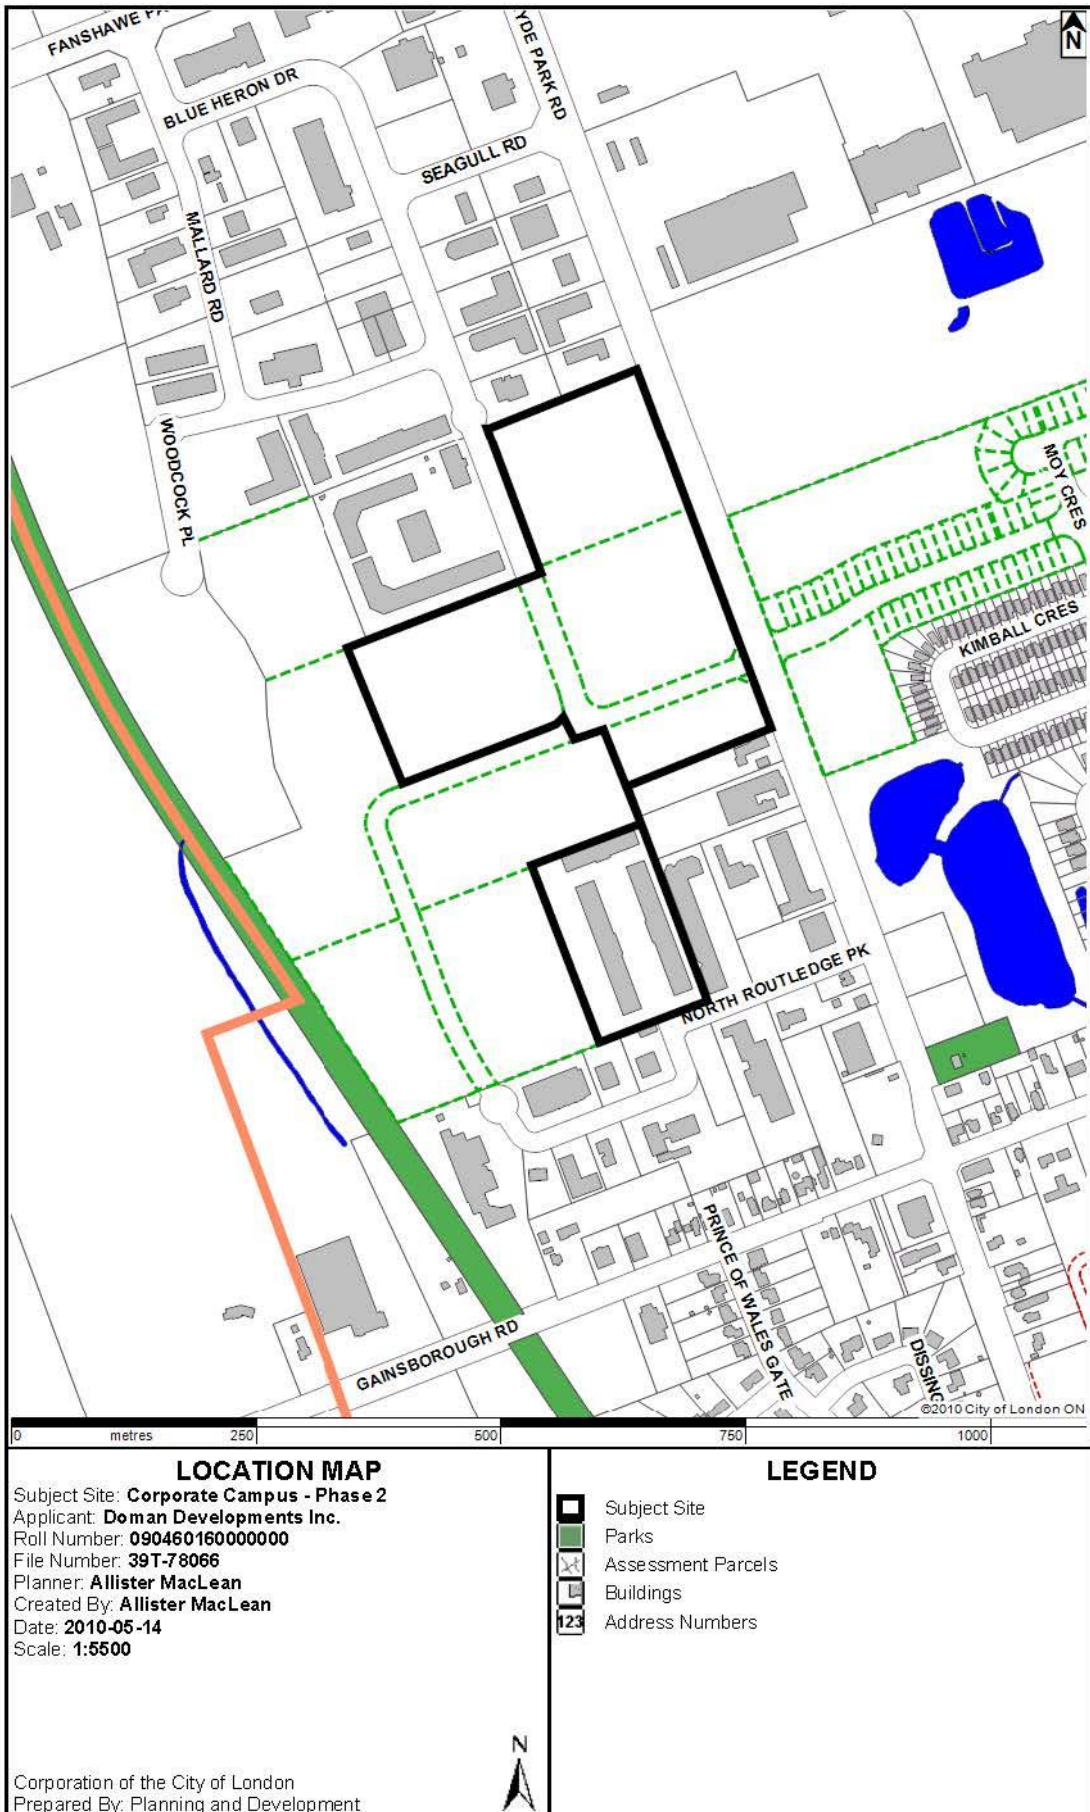 FANSHAWE PA
YDE PARK RD
N
BLUE HERON DR
SEAGULL RD
MALLARD RD
WOODCOCK PL
MOY CRES
KIMBALL CRES
NORTH ROUTLEDGE PK
PRINCE OF WALES GATE
GAINSBOROUGH RD
DISSING
©2010 City of London ON
0 metres 250 500 750 1000
LOCATION MAP
Subject Site: Corporate Campus - Phase 2
Applicant: Doman Developments Inc.
Roll Number: 090460160000000
File Number: 39T-78066
Planner: Allister MacLean
Created By: Allister MacLean
Date: 2010-05-14
Scale: 1:5500
N
Corporation of the City of London
Prepared By: Planning and Development
LEGEND
Subject Site
Parks
Assessment Parcels
Buildings
123 Address Numbers